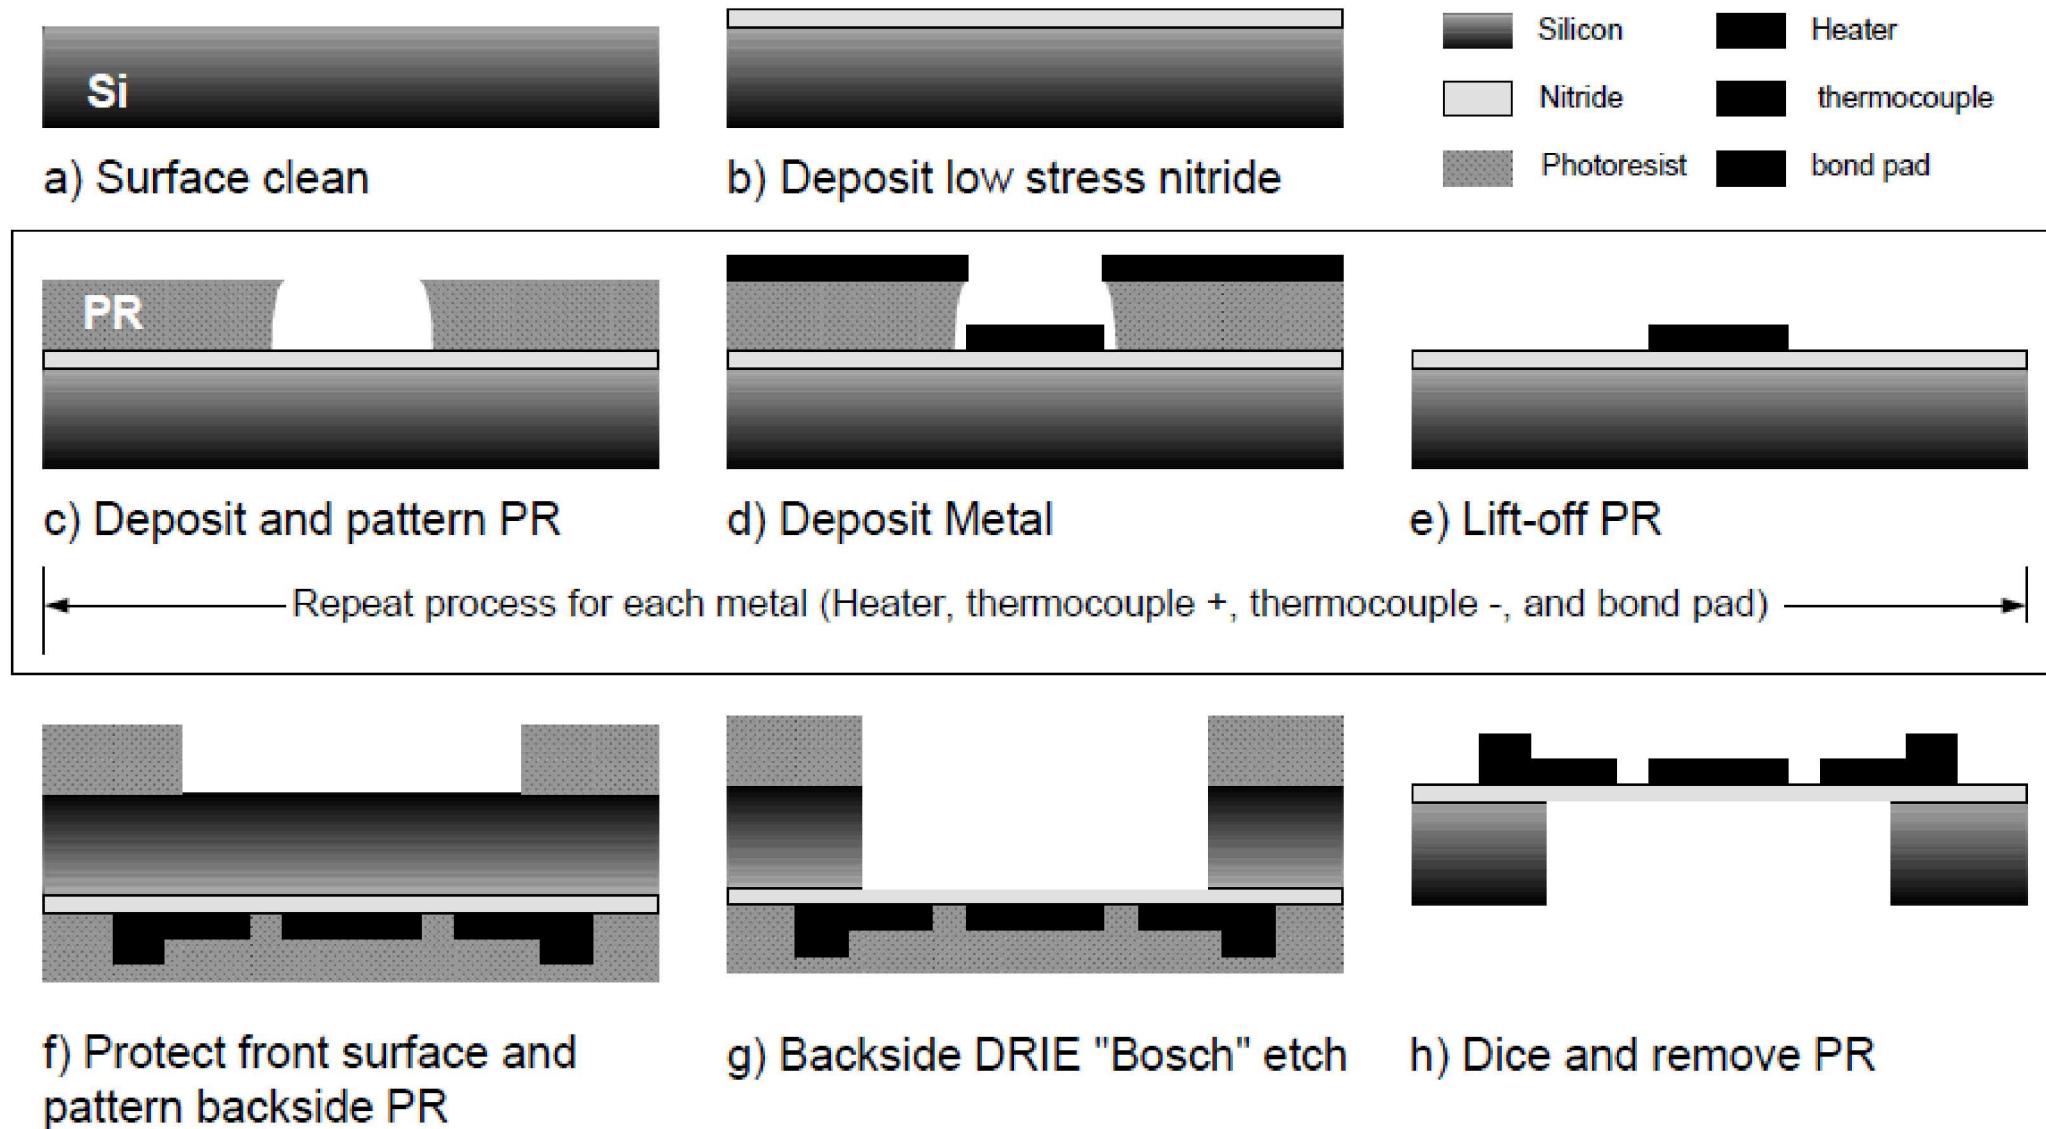 Si
a) Surface clean
b) Deposit low stress nitride
Silicon
Heater
Nitride
thermocouple
Photoresist
bond pad
PR
c) Deposit and pattern PR
d) Deposit Metal
e) Lift-off PR
Repeat process for each metal (Heater, thermocouple +, thermocouple -, and bond pad)
f) Protect front surface and
pattern backside PR
g) Backside DRIE "Bosch" etch
h) Dice and remove PR